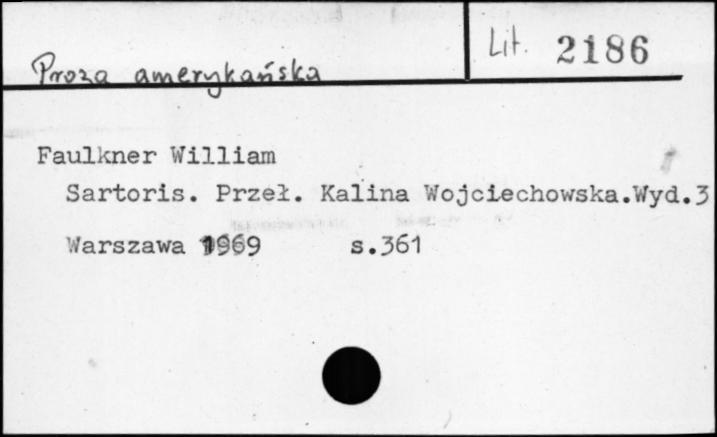 Proza amerykańska
Lit. 2186
Faulkner William
Sartoris. Przeł. Kalina Wojciechowska.Wyd.3
Warszawa 1969 s.361